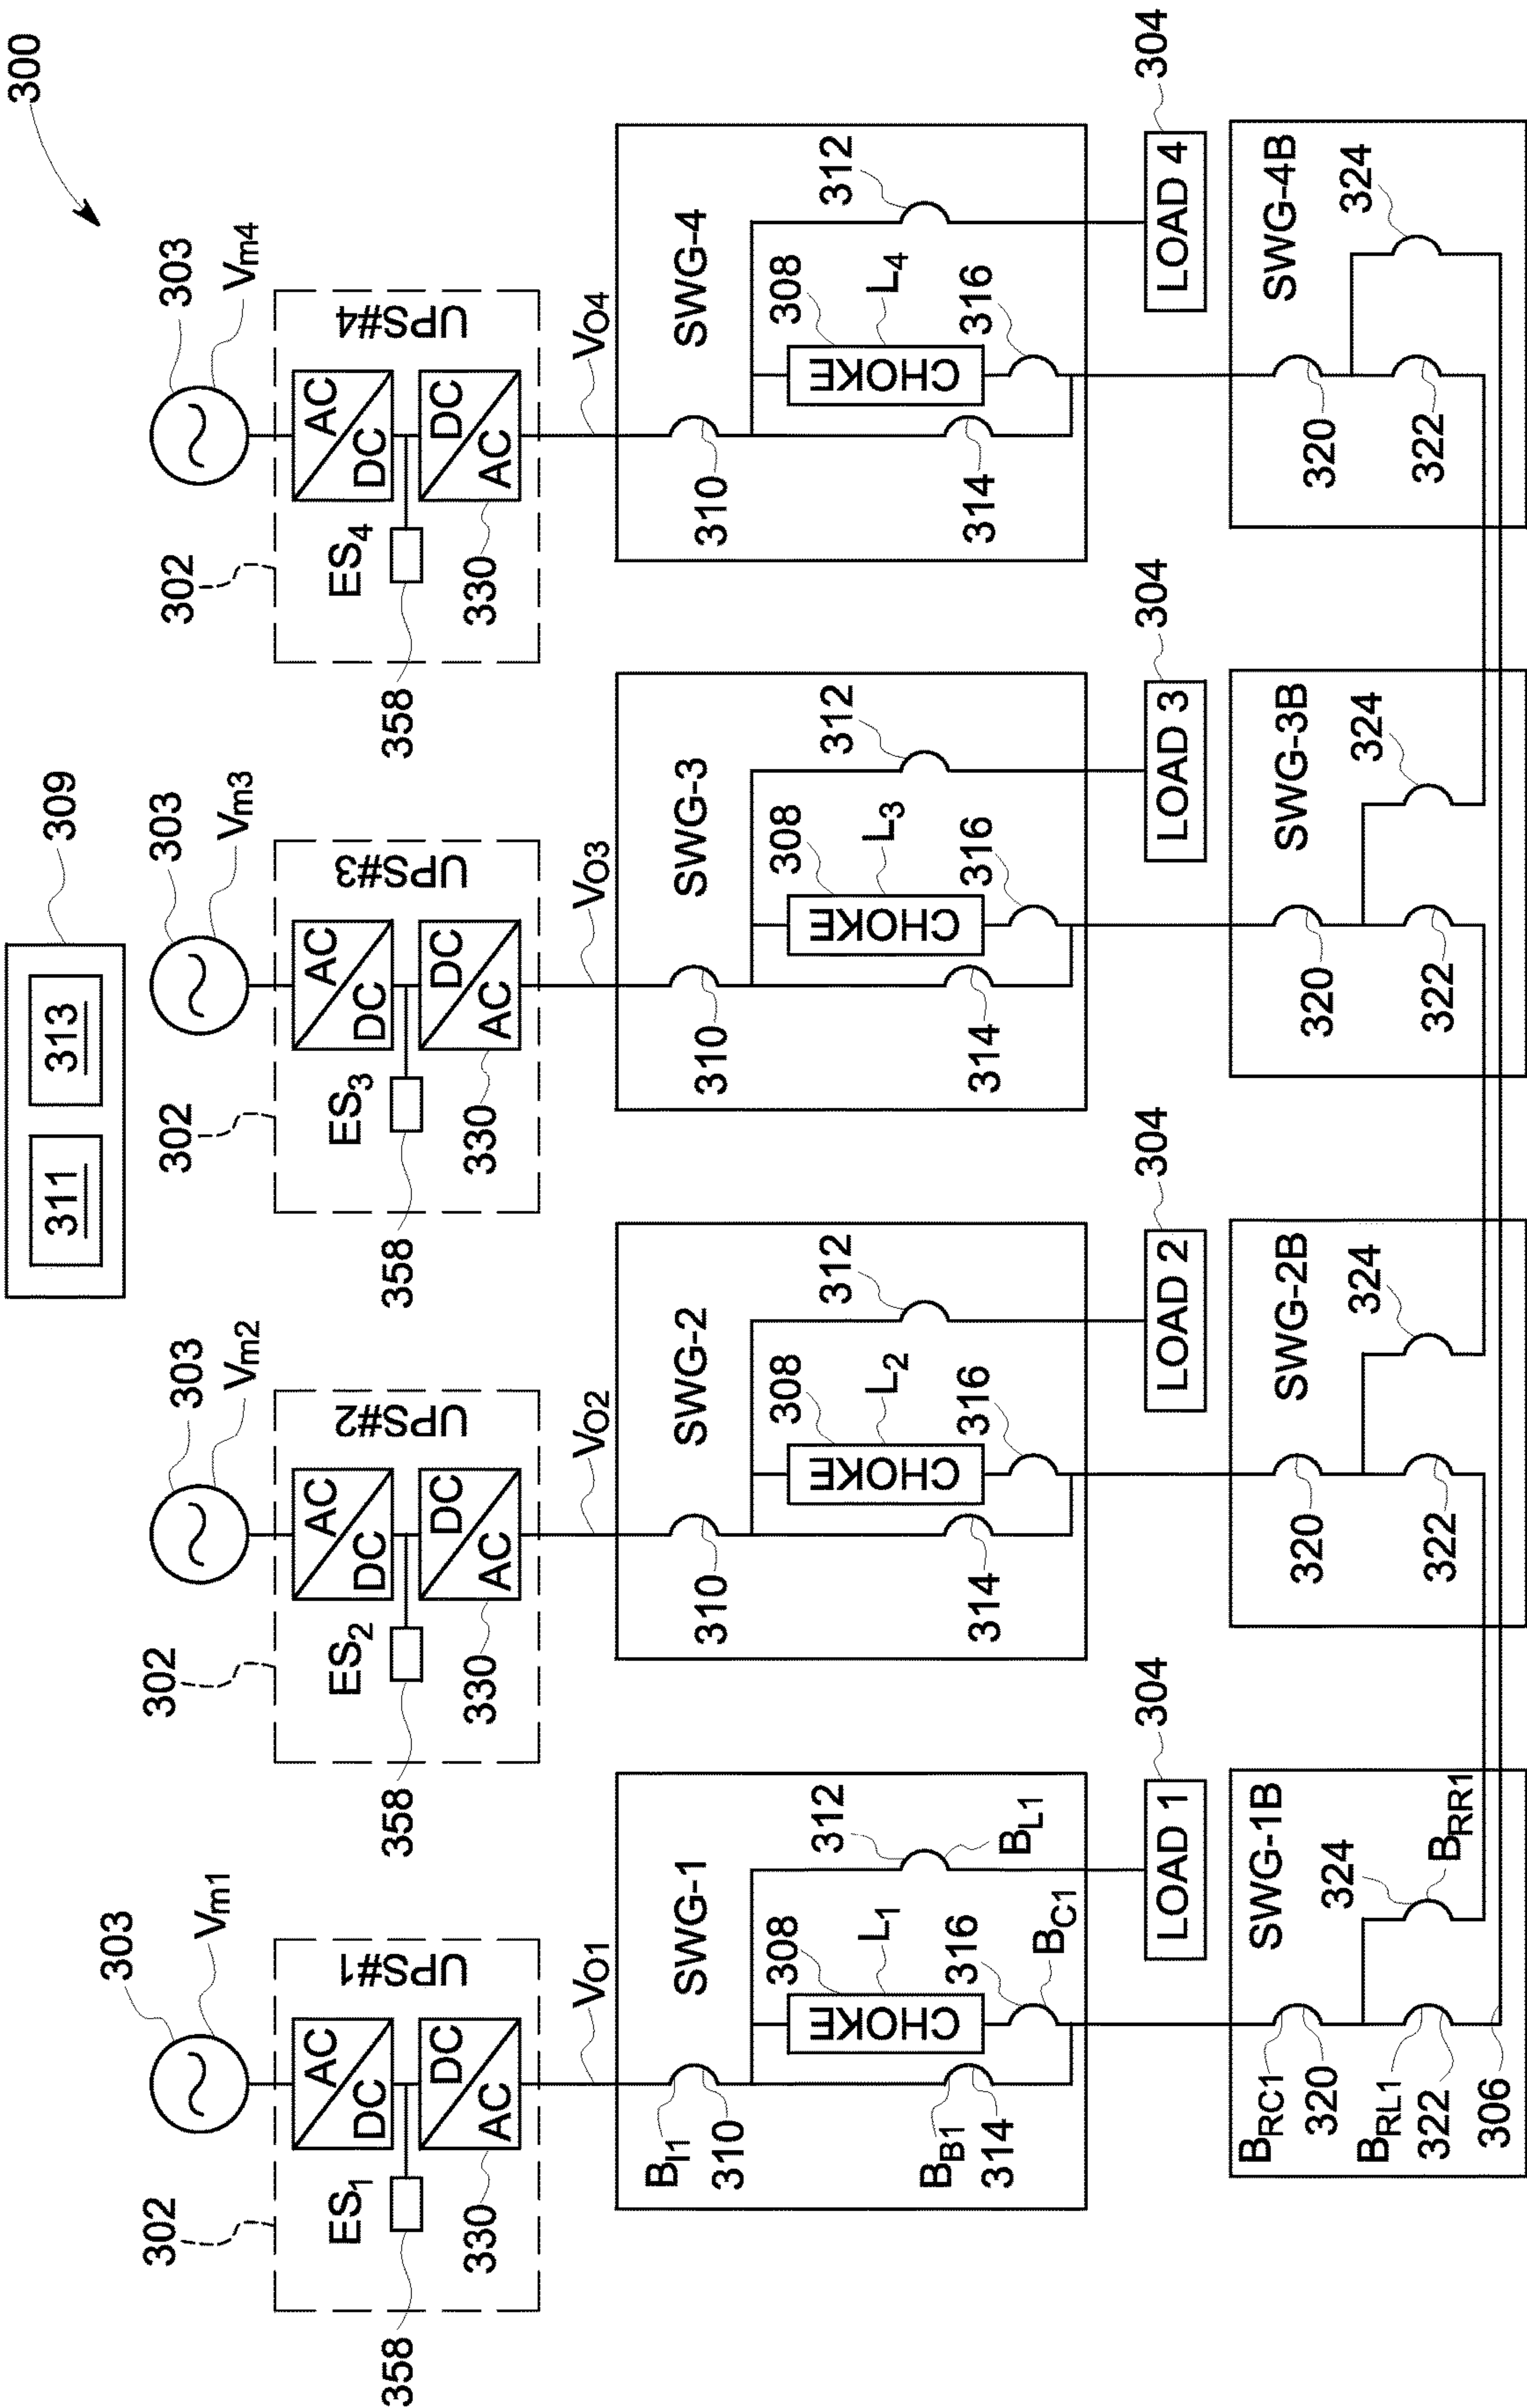 300
309
311
313
303
Vm1
303
Vm2
303
Vm3
303
Vm4
302
UPS#1
AC
DC
DC
AC
ES1
330
358
302
UPS#2
AC
DC
DC
AC
ES2
330
358
302
UPS#3
AC
DC
DC
AC
ES3
330
358
302
UPS#4
AC
DC
DC
AC
ES4
330
358
VO1
VO2
VO3
VO4
SWG-1
BI1
310
308
CHOKE
L1
312
BL1
316
BC1
BB1
314
SWG-2
310
308
CHOKE
L2
312
316
314
SWG-3
310
308
CHOKE
L3
312
316
314
SWG-4
310
308
CHOKE
L4
312
316
314
304
LOAD 1
304
LOAD 2
304
LOAD 3
304
LOAD 4
SWG-1B
BRC1
320
324
BRR1
BRL1
322
306
SWG-2B
320
324
322
SWG-3B
320
324
322
SWG-4B
320
324
322